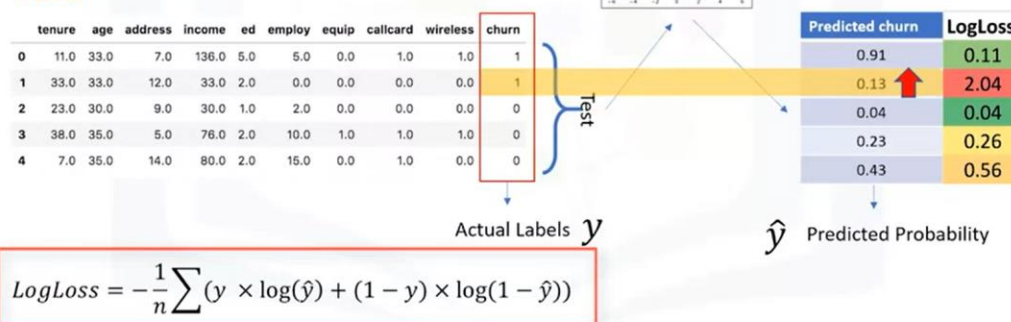 tenure age address income ed employ equip callcard wireless churn
0 11.0 33.0 7.0 136.0 5.0 5.0 0.0 1.0 1.0 1
1 33.0 33.0 12.0 33.0 2.0 0.0 0.0 0.0 0.0 1
2 23.0 30.0 9.0 30.0 1.0 2.0 0.0 0.0 0.0 0
3 38.0 35.0 5.0 76.0 2.0 10.0 1.0 1.0 1.0 0
4 7.0 35.0 14.0 80.0 2.0 15.0 0.0 1.0 0.0 0
Test
Predicted churn LogLoss
0.91 0.11
0.13 2.04
0.04 0.04
0.23 0.26
0.43 0.56
Actual Labels y
ŷ Predicted Probability
LogLoss = −1/n ∑(y × log(ŷ) + (1 − y) × log(1 − ŷ))